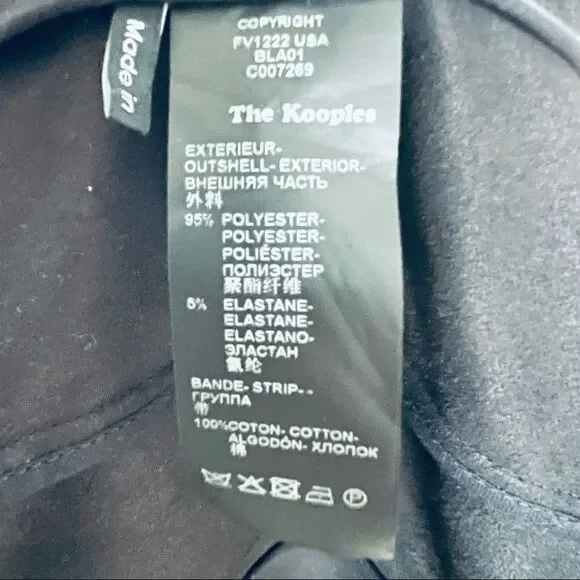 Made in
COPYRIGHT
FV1222 USA
BLA01
C007269
The Kooples
EXTERIEUR-
OUTSHELL- EXTERIOR-
ВНЕШНЯЯ ЧАСТЬ
外料
95% POLYESTER-
POLYESTER-
POLIÉSTER-
ПОЛИЭСТЕР
聚酯纤维
5% ELASTANE-
ELASTANE-
ELASTANO-
ЭЛАСТАН
氨纶
BANDE- STRIP- -
ГРУППА
带
100%COTON- COTTON-
ALGODÓN- ХЛОПОК
棉
P